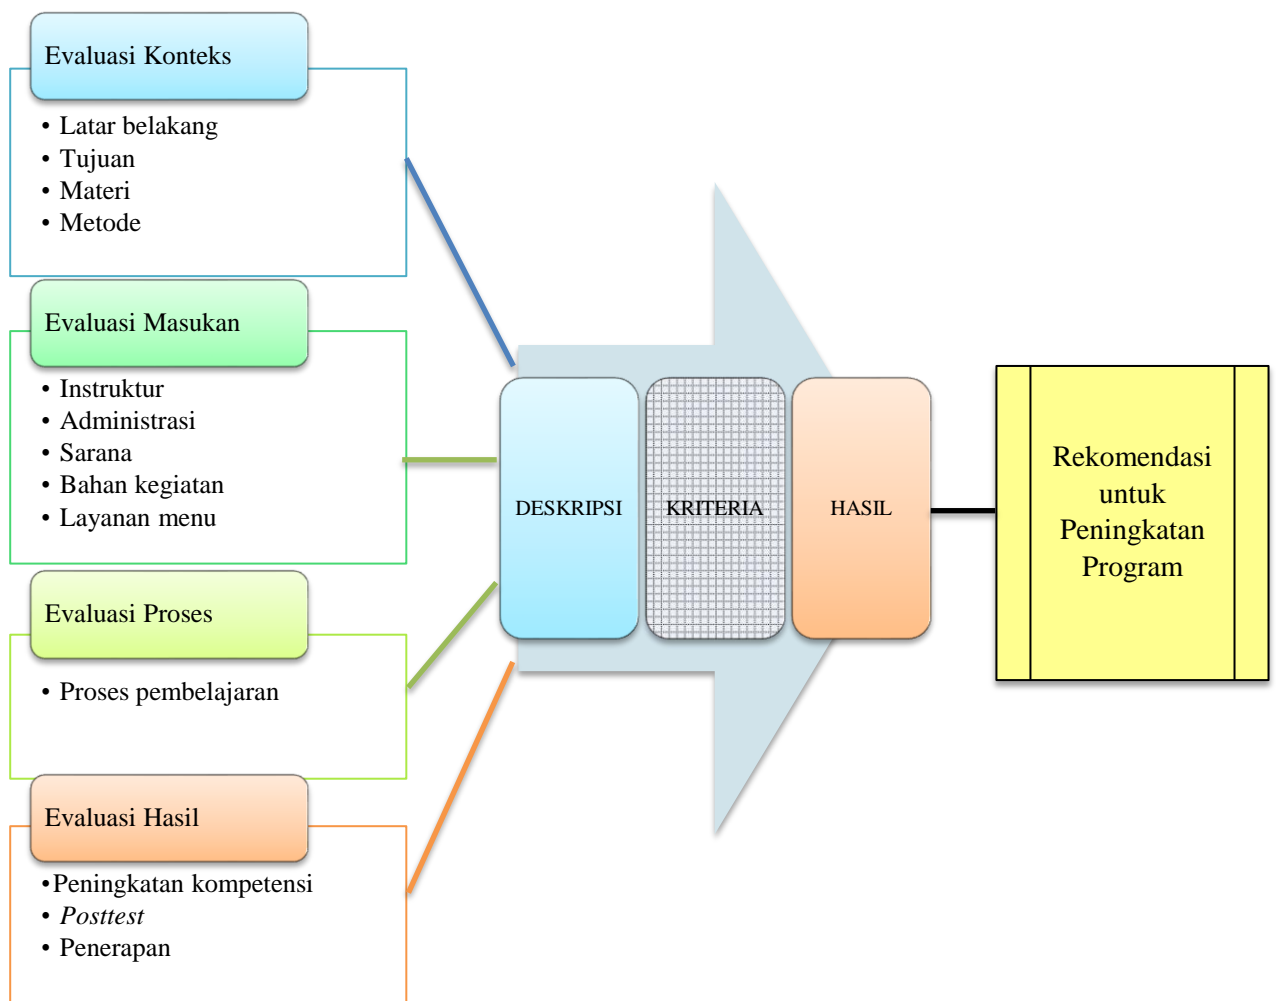 Evaluasi Konteks
• Latar belakang
• Tujuan
• Materi
• Metode
Evaluasi Masukan
• Instruktur
• Administrasi
• Sarana
• Bahan kegiatan
• Layanan menu
Evaluasi Proses
• Proses pembelajaran
Evaluasi Hasil
•Peningkatan kompetensi
• Posttest
• Penerapan
DESKRIPSI
KRITERIA
HASIL
Rekomendasi
untuk
Peningkatan
Program